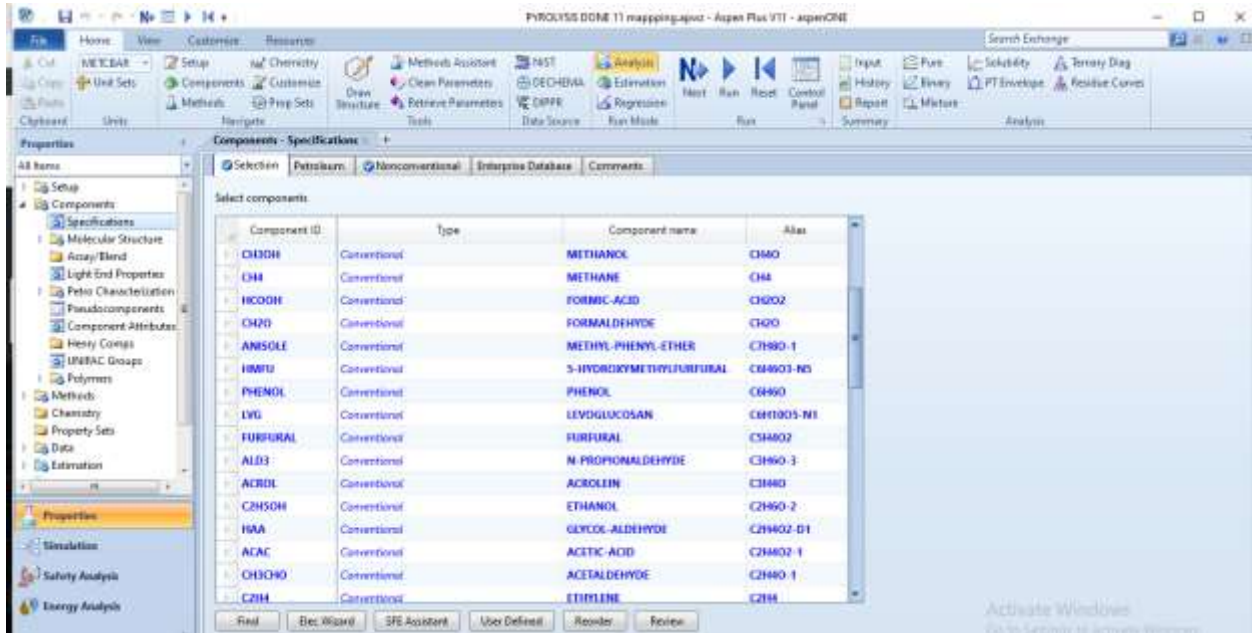 PYROLYSIS DONE 11 mappping.apwz - Aspen Plus V11 - aspenONE
File Home View Customize Resources Search Exchange
Cut METCBAR Setup Chemistry Methods Assistant NIST Analysis Input Pure Solubility Ternary Diag
Copy Unit Sets Components Customize Clean Parameters DECHEMA Estimation History Binary PT Envelope Residue Curves
Paste Methods Prop Sets Draw Structure Retrieve Parameters DIPPR Regression Next Run Reset Control Panel Report Mixture
Clipboard Units Navigate Tools Data Source Run Mode Run Summary Analysis
Properties
All Items
Setup
Components
Specifications
Molecular Structure
Assay/Blend
Light End Properties
Petro Characterization
Pseudocomponents
Component Attributes
Henry Comps
UNIFAC Groups
Polymers
Methods
Chemistry
Property Sets
Data
Estimation
Properties
Simulation
Safety Analysis
Energy Analysis
Components - Specifications +
Selection Petroleum Nonconventional Enterprise Database Comments
Select components
Component ID Type Component name Alias
CH3OH Conventional METHANOL CH4O
CH4 Conventional METHANE CH4
HCOOH Conventional FORMIC-ACID CH2O2
CH2O Conventional FORMALDEHYDE CH2O
ANISOLE Conventional METHYL-PHENYL-ETHER C7H8O-1
HMFU Conventional 5-HYDROXYMETHYLFURFURAL C6H6O3-N5
PHENOL Conventional PHENOL C6H6O
LVG Conventional LEVOGLUCOSAN C6H10O5-N1
FURFURAL Conventional FURFURAL C5H4O2
ALD3 Conventional N-PROPIONALDEHYDE C3H6O-3
ACROL Conventional ACROLEIN C3H4O
C2H5OH Conventional ETHANOL C2H6O-2
HAA Conventional GLYCOL-ALDEHYDE C2H4O2-D1
ACAC Conventional ACETIC-ACID C2H4O2-1
CH3CHO Conventional ACETALDEHYDE C2H4O-1
C2H4 Conventional ETHYLENE C2H4
Find Elec Wizard SFE Assistant User Defined Reorder Review
Activate Windows
Go to Settings to activate Windows.